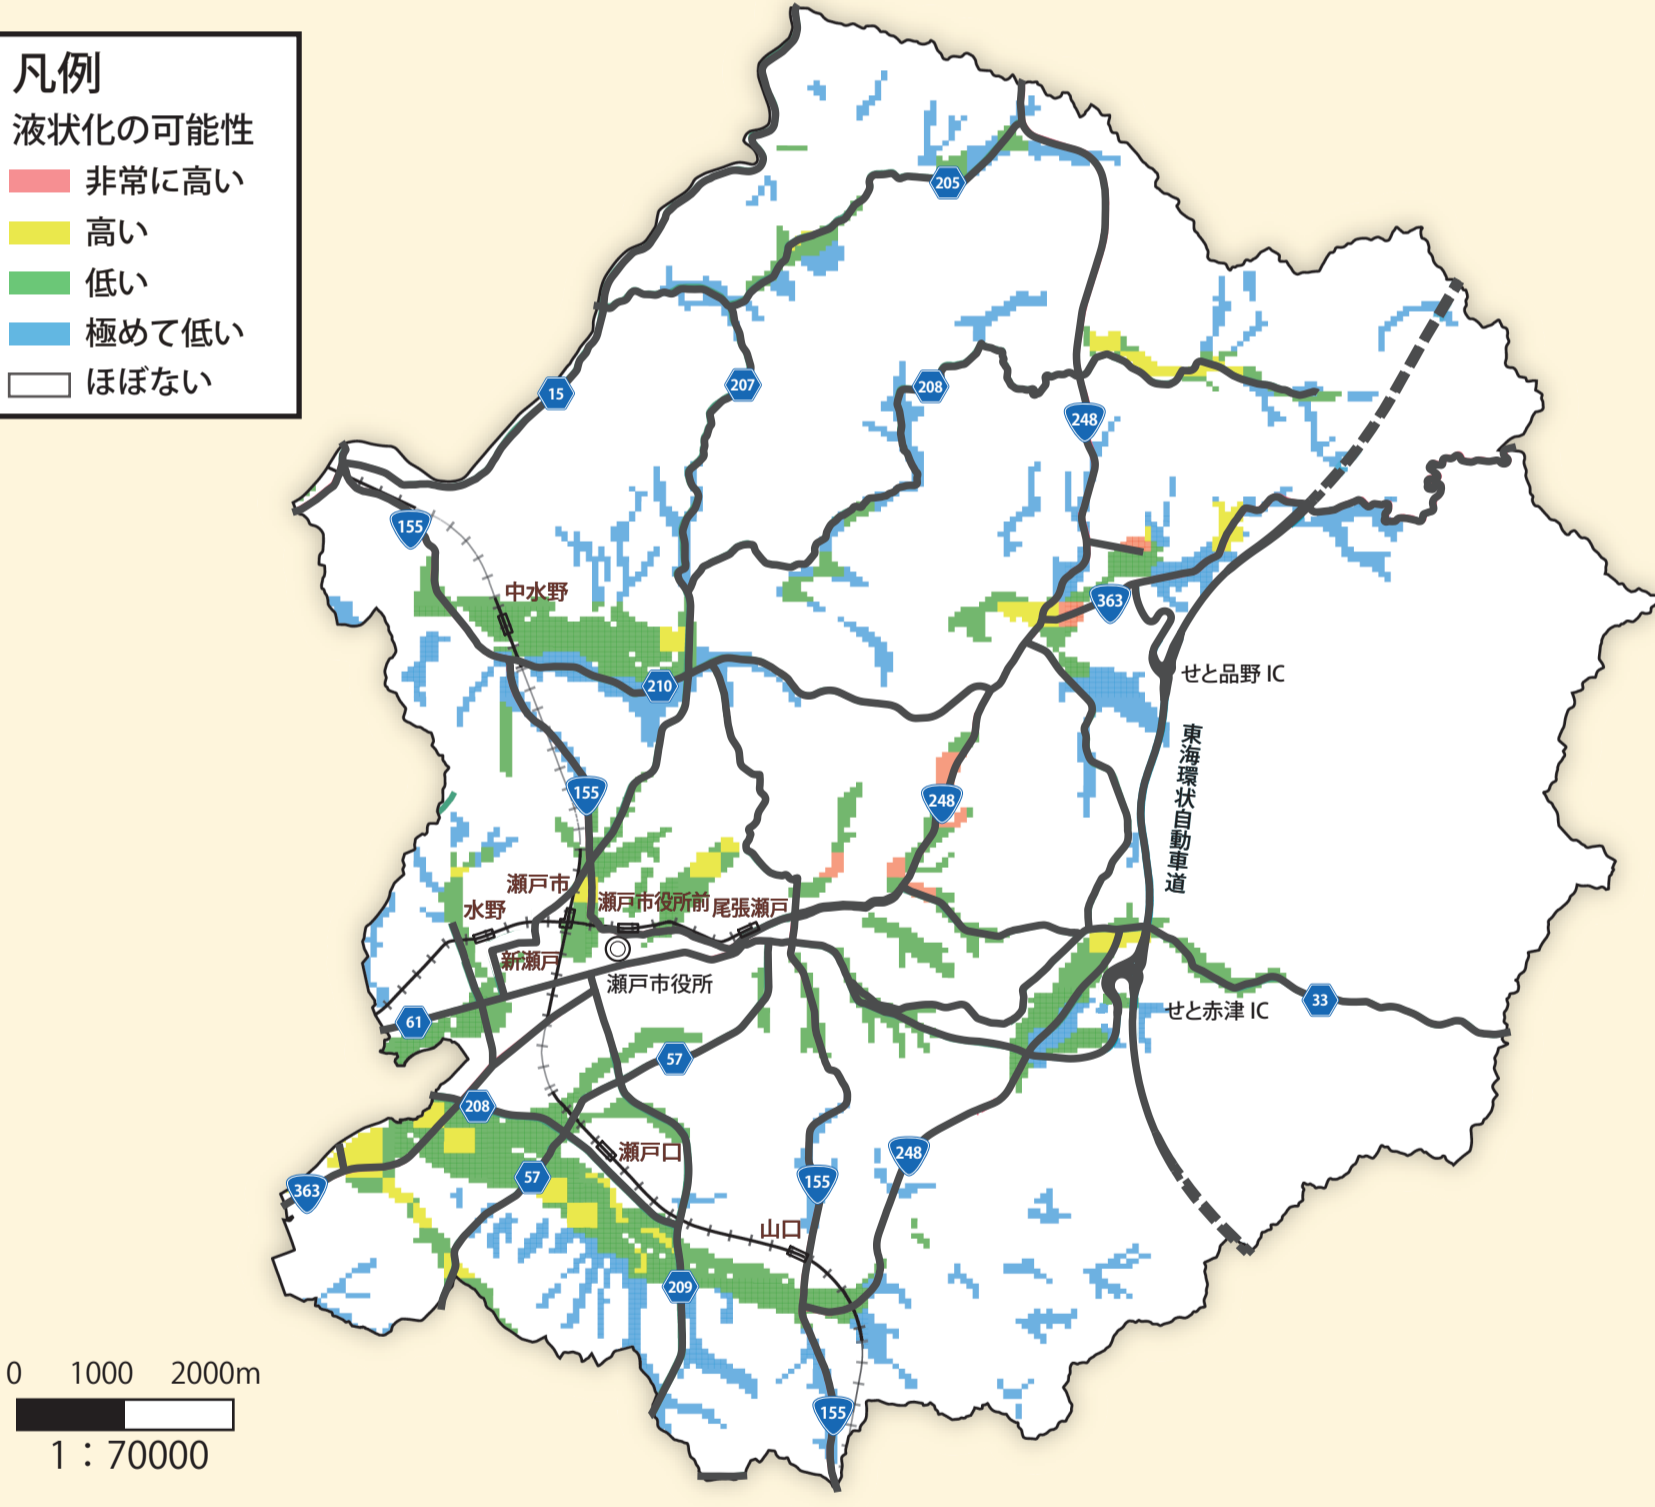 凡例
液状化の可能性
非常に高い
高い
低い
極めて低い
ほぼない
205
15
207
208
248
155
中水野
363
210
せと品野 IC
東海環状自動車道
155
248
瀬戸市
水野
瀬戸市役所前
尾張瀬戸
新瀬戸
瀬戸市役所
61
33
せと赤津 IC
57
208
瀬戸口
248
57
155
363
山口
209
155
0 1000 2000m
1：70000